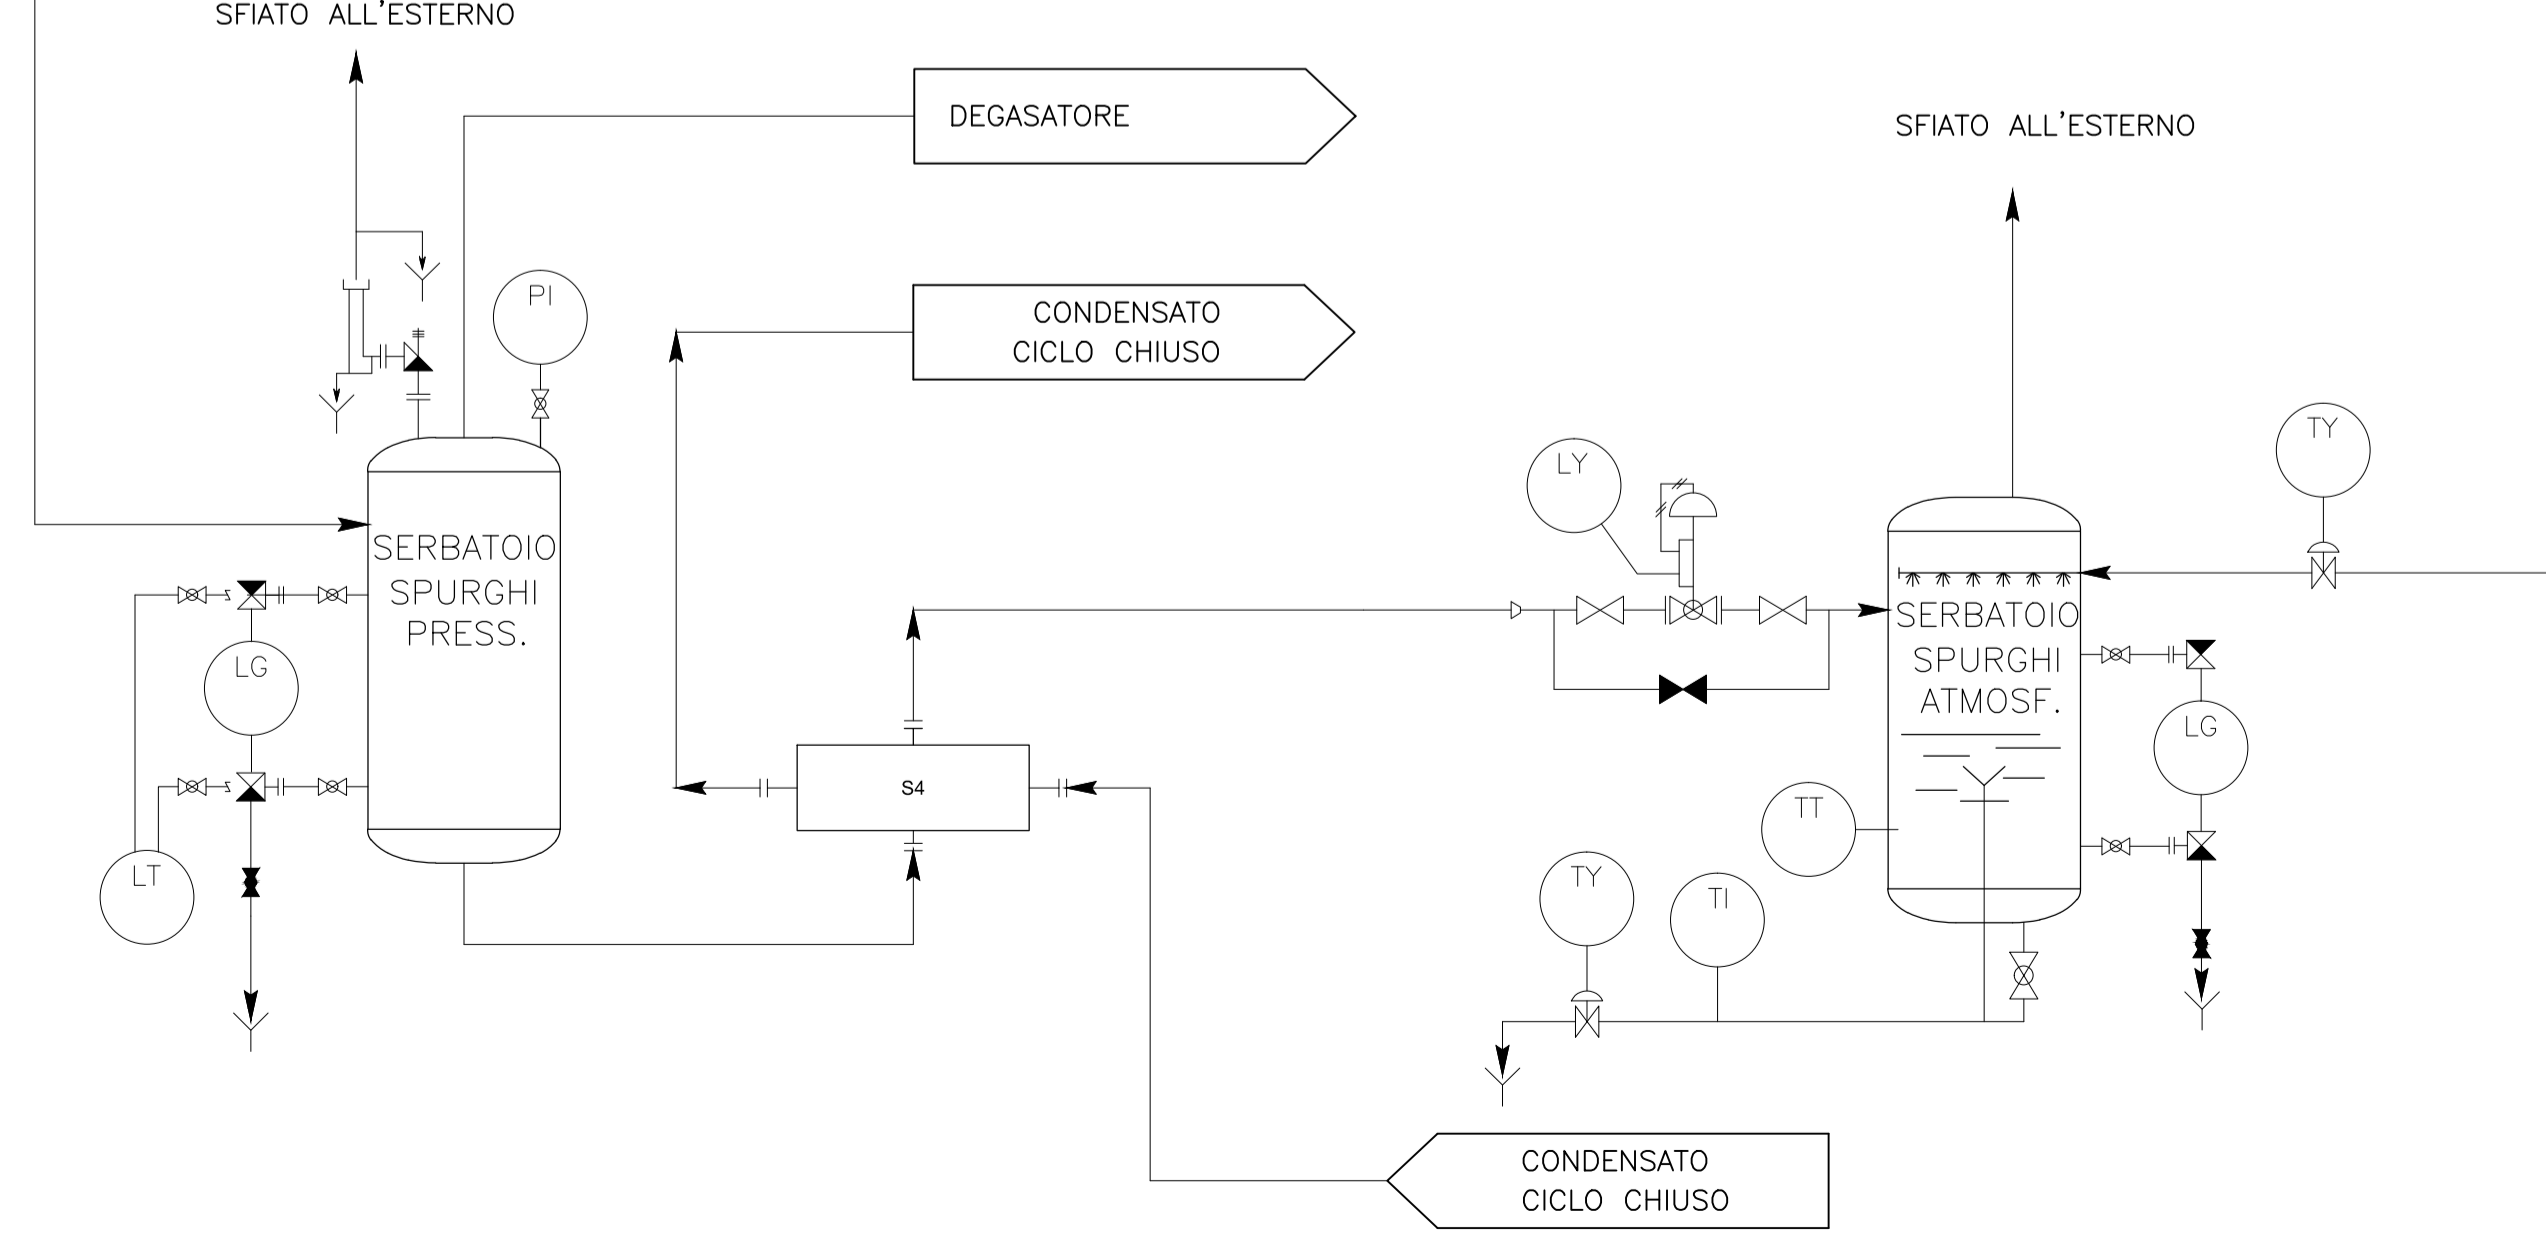 SFIATO ALL'ESTERNO
DEGASATORE
SFIATO ALL'ESTERNO
PI
CONDENSATO
CICLO CHIUSO
TY
LY
SERBATOIO
SPURGHI
PRESS.
SERBATOIO
SPURGHI
ATMOSF.
LG
LG
S4
TT
LT
TY
TI
CONDENSATO
CICLO CHIUSO